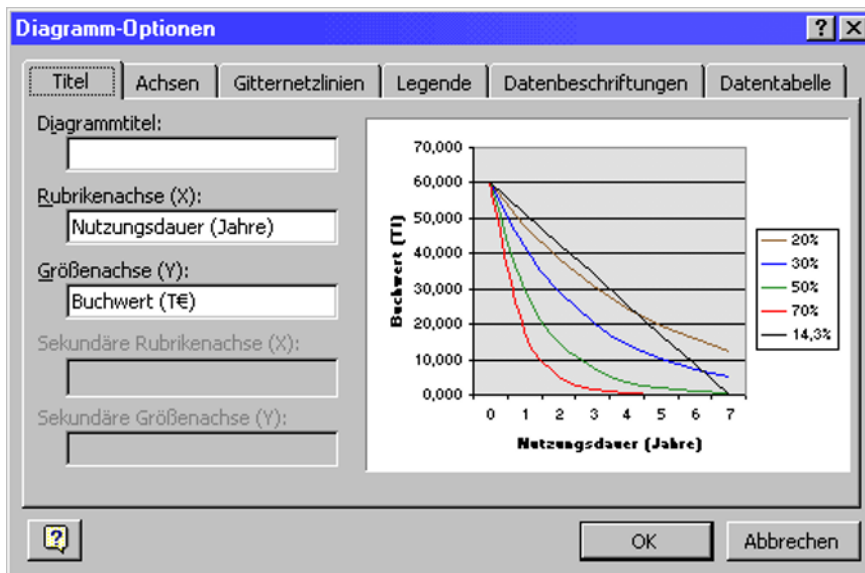 Diagramm-Optionen
Titel
Achsen
Gitternetzlinien
Legende
Datenbeschriftungen
Datentabelle
Diagrammtitel:
Rubrikenachse (X):
Nutzungsdauer (Jahre)
Größenachse (Y):
Buchwert (T€)
Sekundäre Rubrikenachse (X):
Sekundäre Größenachse (Y):
70,000
60,000
50,000
40,000
30,000
20,000
10,000
0,000
Buchwert (TI)
0 1 2 3 4 5 6 7
Nutzungsdauer (Jahre)
20%
30%
50%
70%
14,3%
OK
Abbrechen